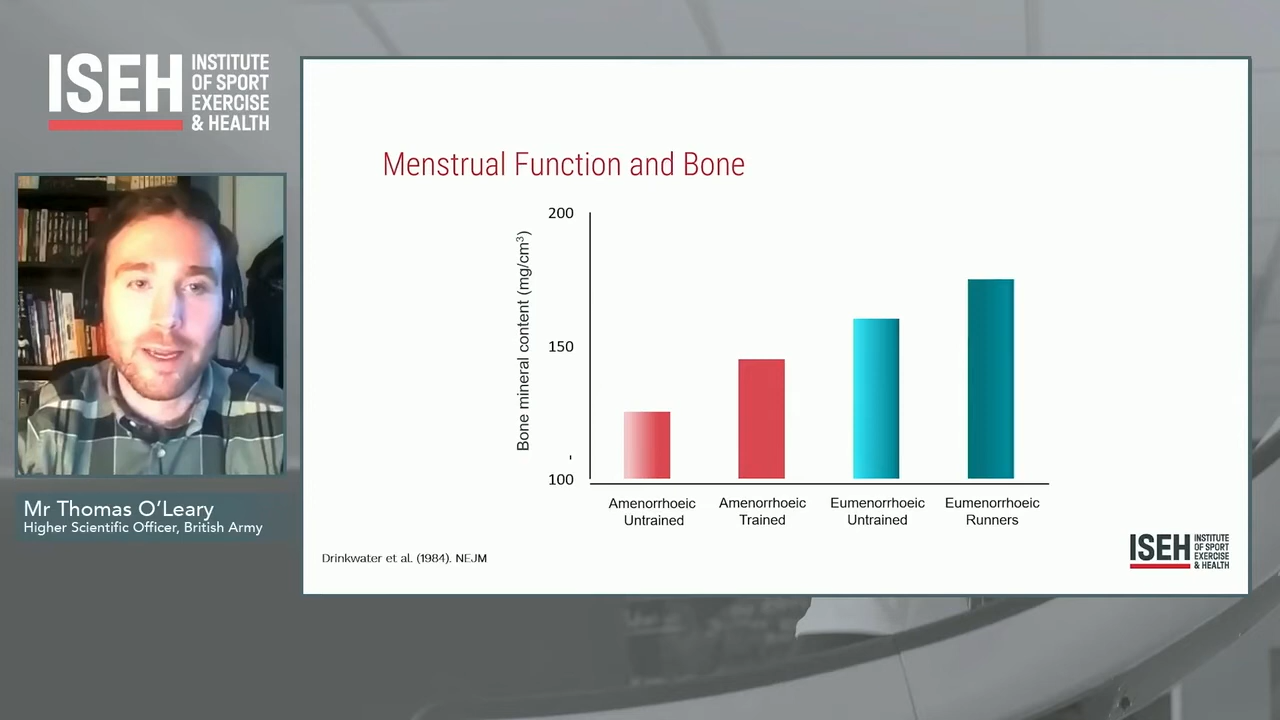 ISEH
INSTITUTE
OF SPORT
EXERCISE
& HEALTH
Mr Thomas O'Leary
Higher Scientific Officer, British Army
Menstrual Function and Bone
Bone mineral content (mg/cm³)
200
150
100
Amenorrhoeic
Untrained
Amenorrhoeic
Trained
Eumenorrhoeic
Untrained
Eumenorrhoeic
Runners
Drinkwater et al. (1984). NEJM
ISEH
INSTITUTE
OF SPORT
EXERCISE
& HEALTH